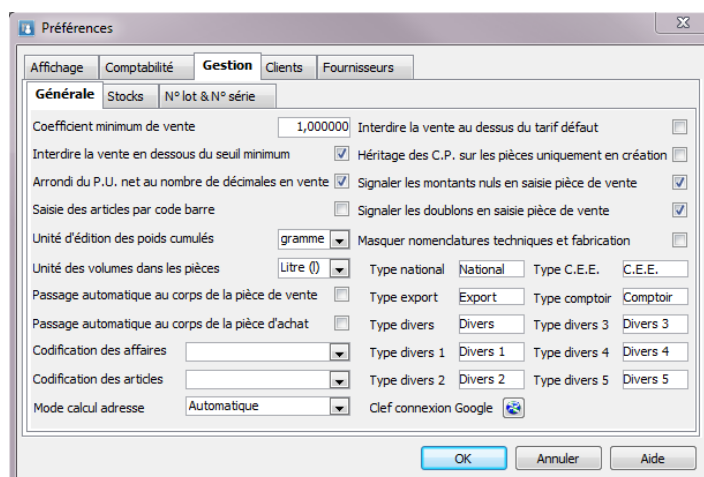 Préférences
Affichage Comptabilité Gestion Clients Fournisseurs
Générale Stocks N° lot & N° série
Coefficient minimum de vente 1,000000 Interdire la vente au dessus du tarif défaut
Interdire la vente en dessous du seuil minimum Héritage des C.P. sur les pièces uniquement en création
Arrondi du P.U. net au nombre de décimales en vente Signaler les montants nuls en saisie pièce de vente
Saisie des articles par code barre Signaler les doublons en saisie pièce de vente
Unité d'édition des poids cumulés gramme Masquer nomenclatures techniques et fabrication
Unité des volumes dans les pièces Litre (l) Type national National Type C.E.E. C.E.E.
Passage automatique au corps de la pièce de vente Type export Export Type comptoir Comptoir
Passage automatique au corps de la pièce d'achat Type divers Divers Type divers 3 Divers 3
Codification des affaires Type divers 1 Divers 1 Type divers 4 Divers 4
Codification des articles Type divers 2 Divers 2 Type divers 5 Divers 5
Mode calcul adresse Automatique Clef connexion Google
OK Annuler Aide